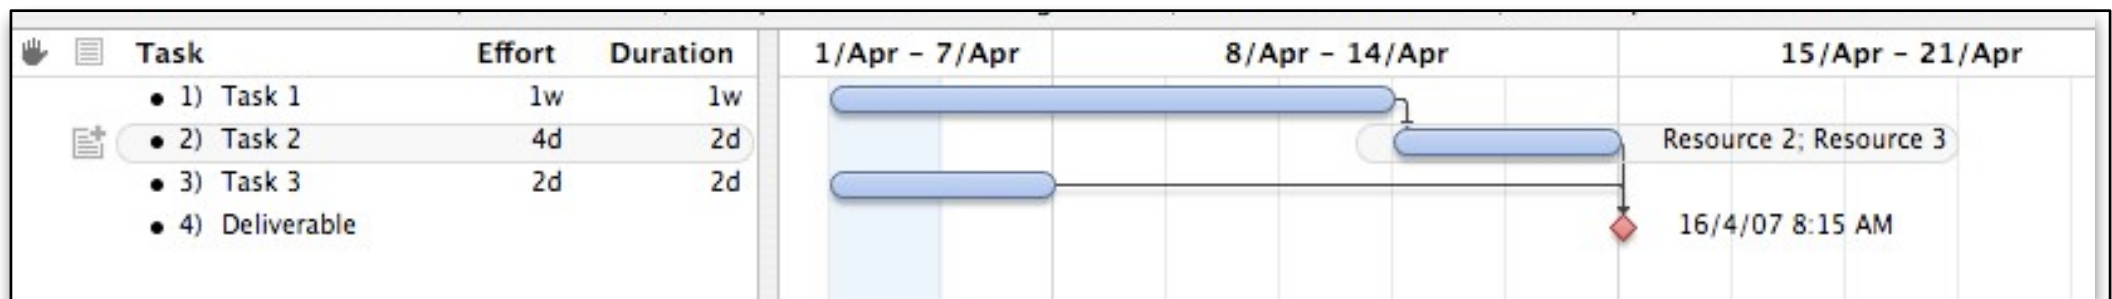 Task Effort Duration 1/Apr – 7/Apr 8/Apr – 14/Apr 15/Apr – 21/Apr
• 1) Task 1 1w 1w
• 2) Task 2 4d 2d Resource 2; Resource 3
• 3) Task 3 2d 2d
• 4) Deliverable 16/4/07 8:15 AM